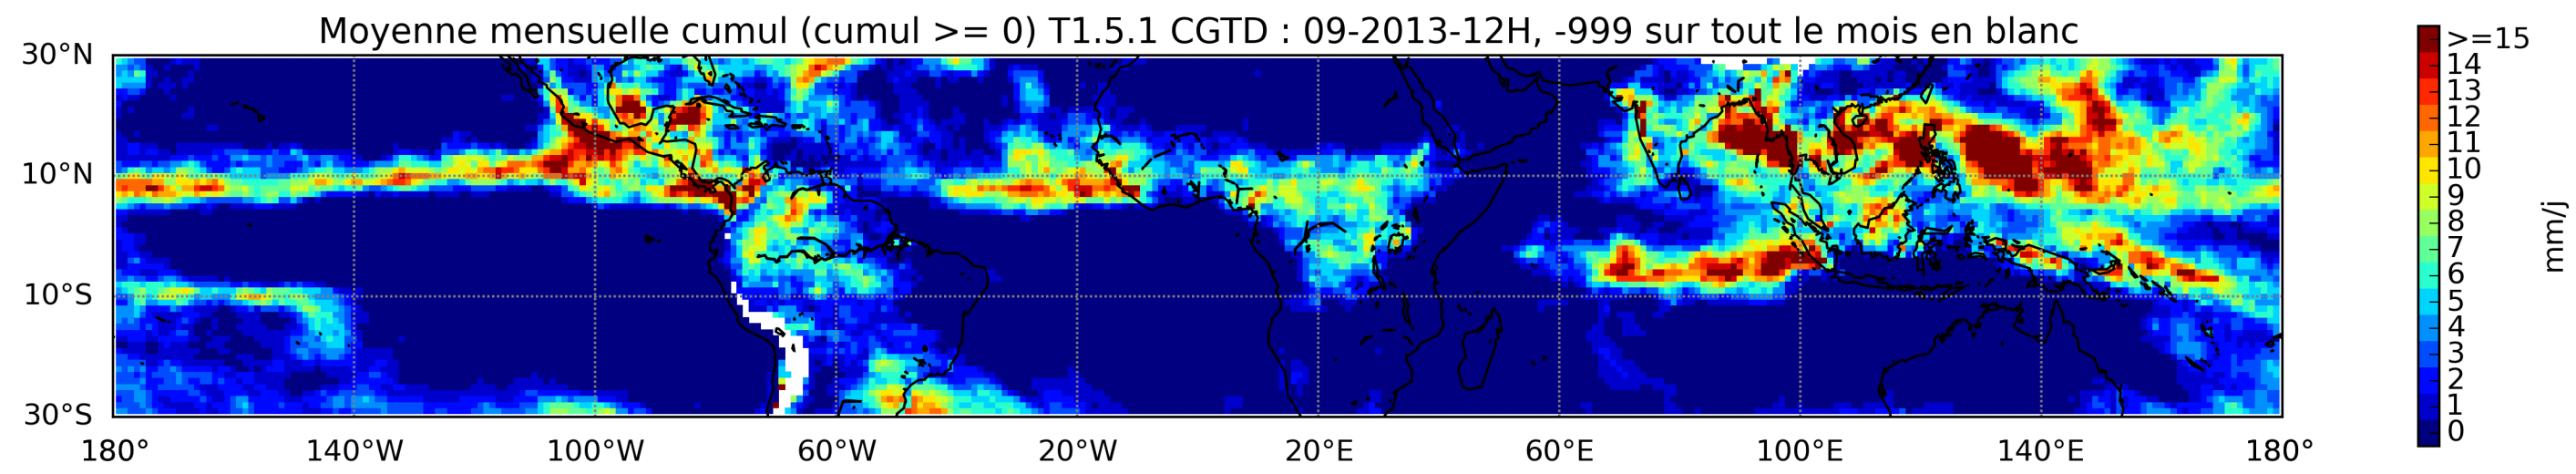 Moyenne mensuelle cumul (cumul >= 0) T1.5.1 CGTD : 09-2013-12H, -999 sur tout le mois en blanc
30°N
10°N
10°S
30°S
180°
140°W
100°W
60°W
20°W
20°E
60°E
100°E
140°E
180°
>=15
14
13
12
11
10
9
8
7
6
5
4
3
2
1
0
mm/j